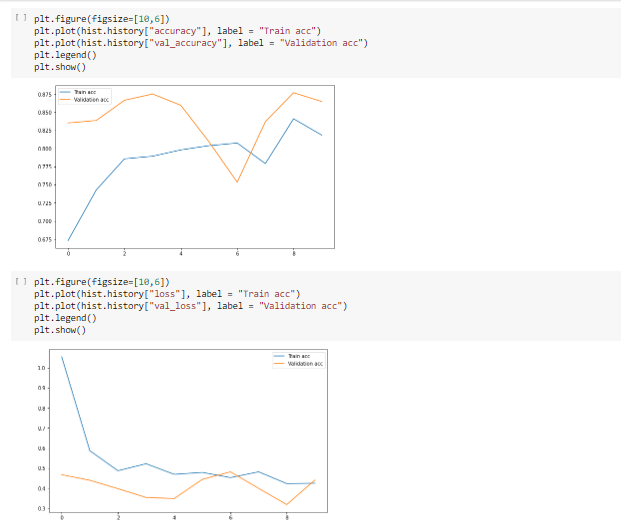 [ ] plt.figure(figsize=[10,6])
plt.plot(hist.history["accuracy"], label = "Train acc")
plt.plot(hist.history["val_accuracy"], label = "Validation acc")
plt.legend()
plt.show()
Train acc
Validation acc
0.875
0.850
0.825
0.800
0.775
0.750
0.725
0.700
0.675
0 2 4 6 8
[ ] plt.figure(figsize=[10,6])
plt.plot(hist.history["loss"], label = "Train acc")
plt.plot(hist.history["val_loss"], label = "Validation acc")
plt.legend()
plt.show()
Train acc
Validation acc
1.0
0.9
0.8
0.7
0.6
0.5
0.4
0.3
0 2 4 6 8